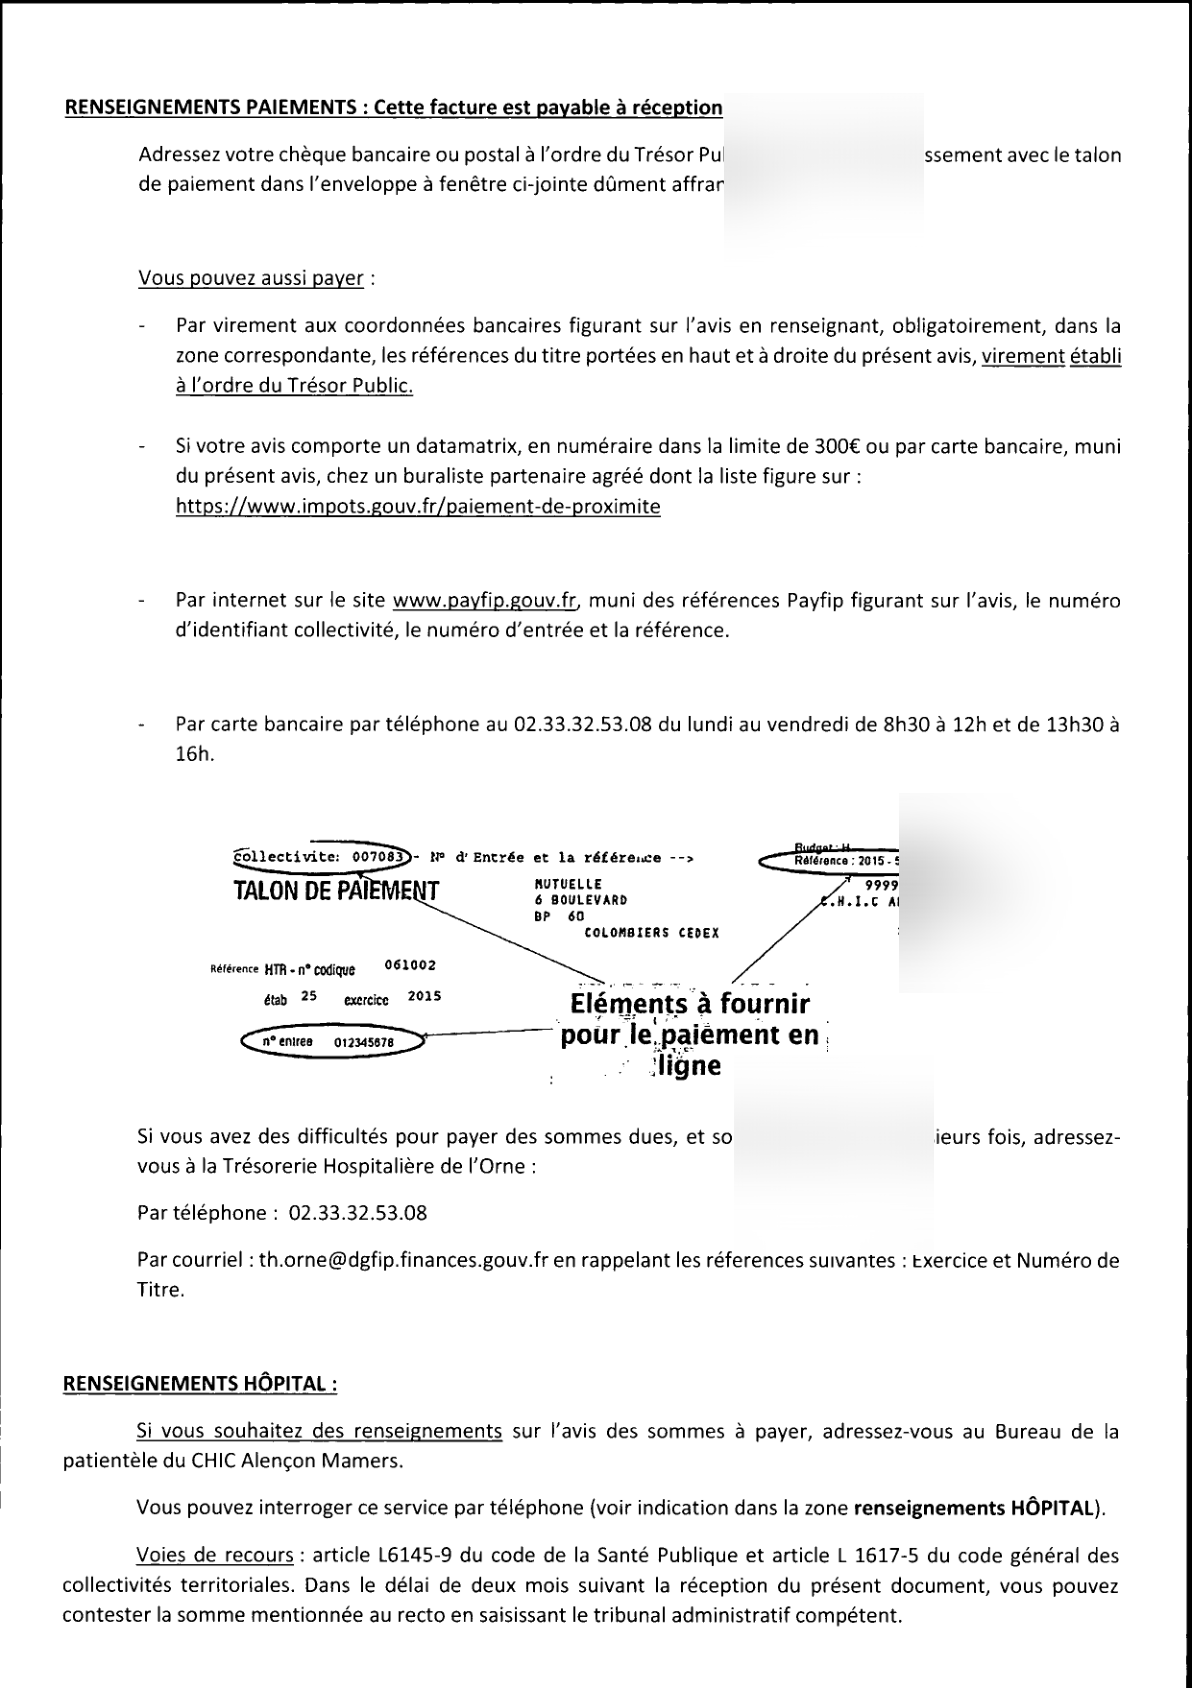 RENSEIGNEMENTS PAIEMENTS : Cette facture est payable à réception
Adressez votre chèque bancaire ou postal à l'ordre du Trésor avec le talon
de paiement dans l'enveloppe à fenêtre ci-jointe dûment
Vous pouvez aussi payer :
- Par virement aux coordonnées bancaires figurant sur l'avis en renseignant, obligatoirement, dans la
zone correspondante, les références du titre portées en haut et à droite du présent avis, virement établi
à l'ordre du Trésor Public.
- Si votre avis comporte un datamatrix, en numéraire dans la limite de 300€ ou par carte bancaire, muni
du présent avis, chez un buraliste partenaire agréé dont la liste figure sur :
https://www.impots.gouv.fr/paiement-de-proximite
- Par internet sur le site www.payfip.gouv.fr, muni des références Payfip figurant sur l'avis, le numéro
d'identifiant collectivité, le numéro d'entrée et la référence.
- Par carte bancaire par téléphone au 02.33.32.53.08 du lundi au vendredi de 8h30 à 12h et de 13h30 à
16h.
Collectivite: 007083 - N° d'Entrée et la référence -->
Budget : H
Référence : 2015 -
TALON DE PAIEMENT
MUTUELLE
9999
6 BOULEVARD
C.H.I.C
BP 60
COLOMBIERS CEDEX
Référence HTR - n° codique 061002
étab 25 exercice 2015
Eléments à fournir
pour le paiement en
ligne
n° entree 012345678
Si vous avez des difficultés pour payer des sommes dues, et fois, adressez-
vous à la Trésorerie Hospitalière de l'Orne :
Par téléphone : 02.33.32.53.08
Par courriel : th.orne@dgfip.finances.gouv.fr en rappelant les réferences suivantes : Exercice et Numéro de
Titre.
RENSEIGNEMENTS HÔPITAL :
Si vous souhaitez des renseignements sur l'avis des sommes à payer, adressez-vous au Bureau de la
patientèle du CHIC Alençon Mamers.
Vous pouvez interroger ce service par téléphone (voir indication dans la zone renseignements HÔPITAL).
Voies de recours : article L6145-9 du code de la Santé Publique et article L 1617-5 du code général des
collectivités territoriales. Dans le délai de deux mois suivant la réception du présent document, vous pouvez
contester la somme mentionnée au recto en saisissant le tribunal administratif compétent.